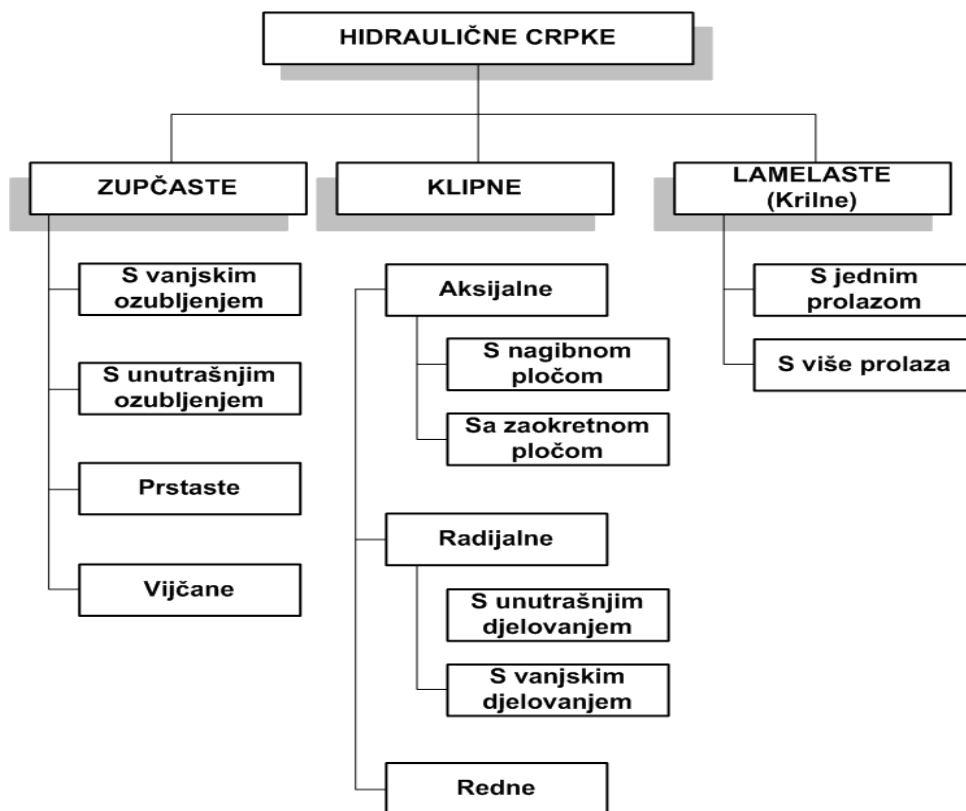 HIDRAULIČNE CRPKE
ZUPČASTE
S vanjskim
ozubljenjem
S unutrašnjim
ozubljenjem
Prstaste
Vijčane
KLIPNE
Aksijalne
S nagibnom
pločom
Sa zaokretnom
pločom
Radijalne
S unutrašnjim
djelovanjem
S vanjskim
djelovanjem
Redne
LAMELASTE
(Krilne)
S jednim
prolazom
S više prolaza